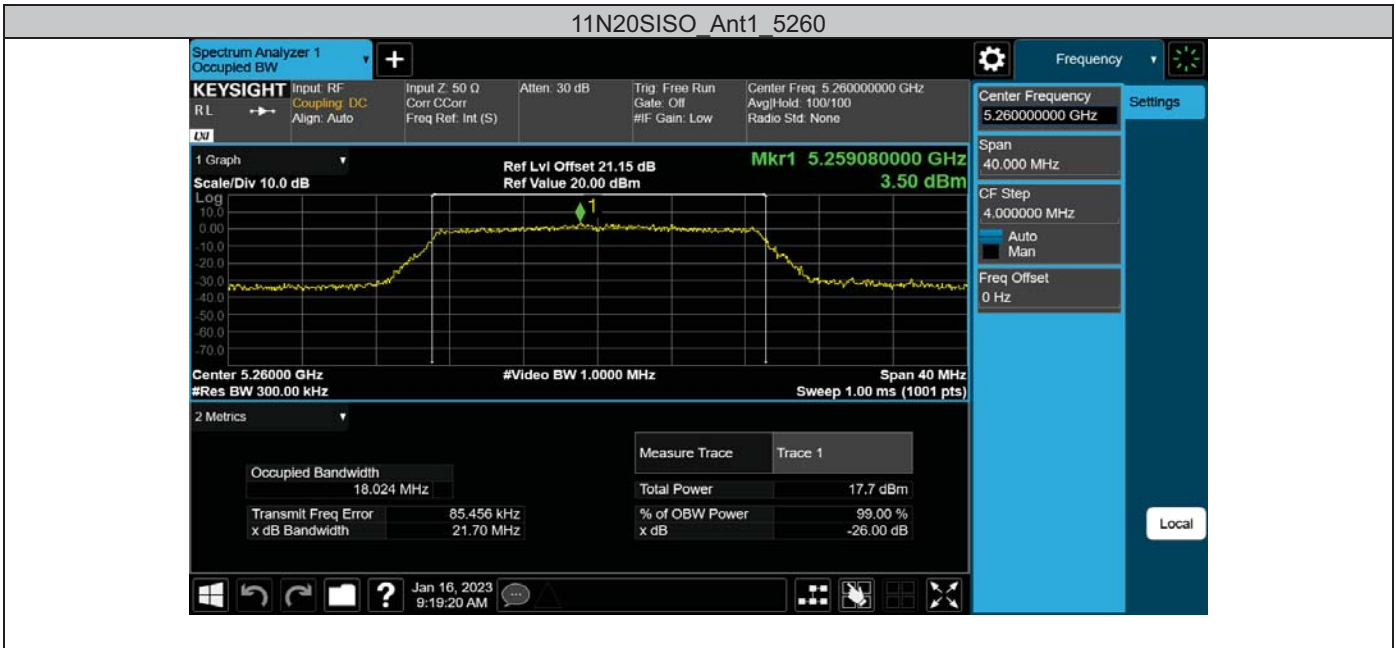 11N20SISO_Ant1_5260
Spectrum Analyzer 1
Occupied BW
Frequency
KEYSIGHT
Input: RF
Coupling: DC
Align: Auto
RL
LXI
Input Z: 50 Ω
Corr CCorr
Freq Ref: Int (S)
Atten: 30 dB
Trig: Free Run
Gate: Off
#IF Gain: Low
Center Freq: 5.260000000 GHz
Avg|Hold: 100/100
Radio Std: None
Center Frequency
5.260000000 GHz
Settings
Span
40.000 MHz
CF Step
4.000000 MHz
Auto
Man
Freq Offset
0 Hz
Local
1 Graph
Scale/Div 10.0 dB
Ref Lvl Offset 21.15 dB
Ref Value 20.00 dBm
Mkr1 5.259080000 GHz
3.50 dBm
Log
10.0
0.00
-10.0
-20.0
-30.0
-40.0
-50.0
-60.0
-70.0
1
Center 5.26000 GHz
#Res BW 300.00 kHz
#Video BW 1.0000 MHz
Span 40 MHz
Sweep 1.00 ms (1001 pts)
2 Metrics
Measure Trace Trace 1
Occupied Bandwidth
18.024 MHz
Total Power 17.7 dBm
Transmit Freq Error 85.456 kHz
% of OBW Power 99.00 %
x dB Bandwidth 21.70 MHz
x dB -26.00 dB
?
Jan 16, 2023
9:19:20 AM